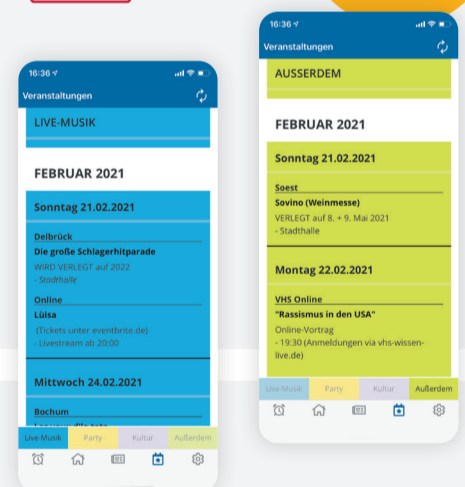 16:36
Veranstaltungen
LIVE-MUSIK
FEBRUAR 2021
Sonntag 21.02.2021
Delbrück
Die große Schlagerhitparade
WIRD VERLEGT auf 2022
- Stadthalle
Online
Lùisa
(Tickets unter eventbrite.de)
- Livestream ab 20:00
Mittwoch 24.02.2021
Bochum
Live-Musik Party Kultur Außerdem
16:36
Veranstaltungen
AUSSERDEM
FEBRUAR 2021
Sonntag 21.02.2021
Soest
Sovino (Weinmesse)
VERLEGT auf 8. + 9. Mai 2021
- Stadthalle
Montag 22.02.2021
VHS Online
"Rassismus in den USA"
Online-Vortrag
- 19:30 (Anmeldungen via vhs-wissen-
live.de)
Live-Musik Party Kultur Außerdem